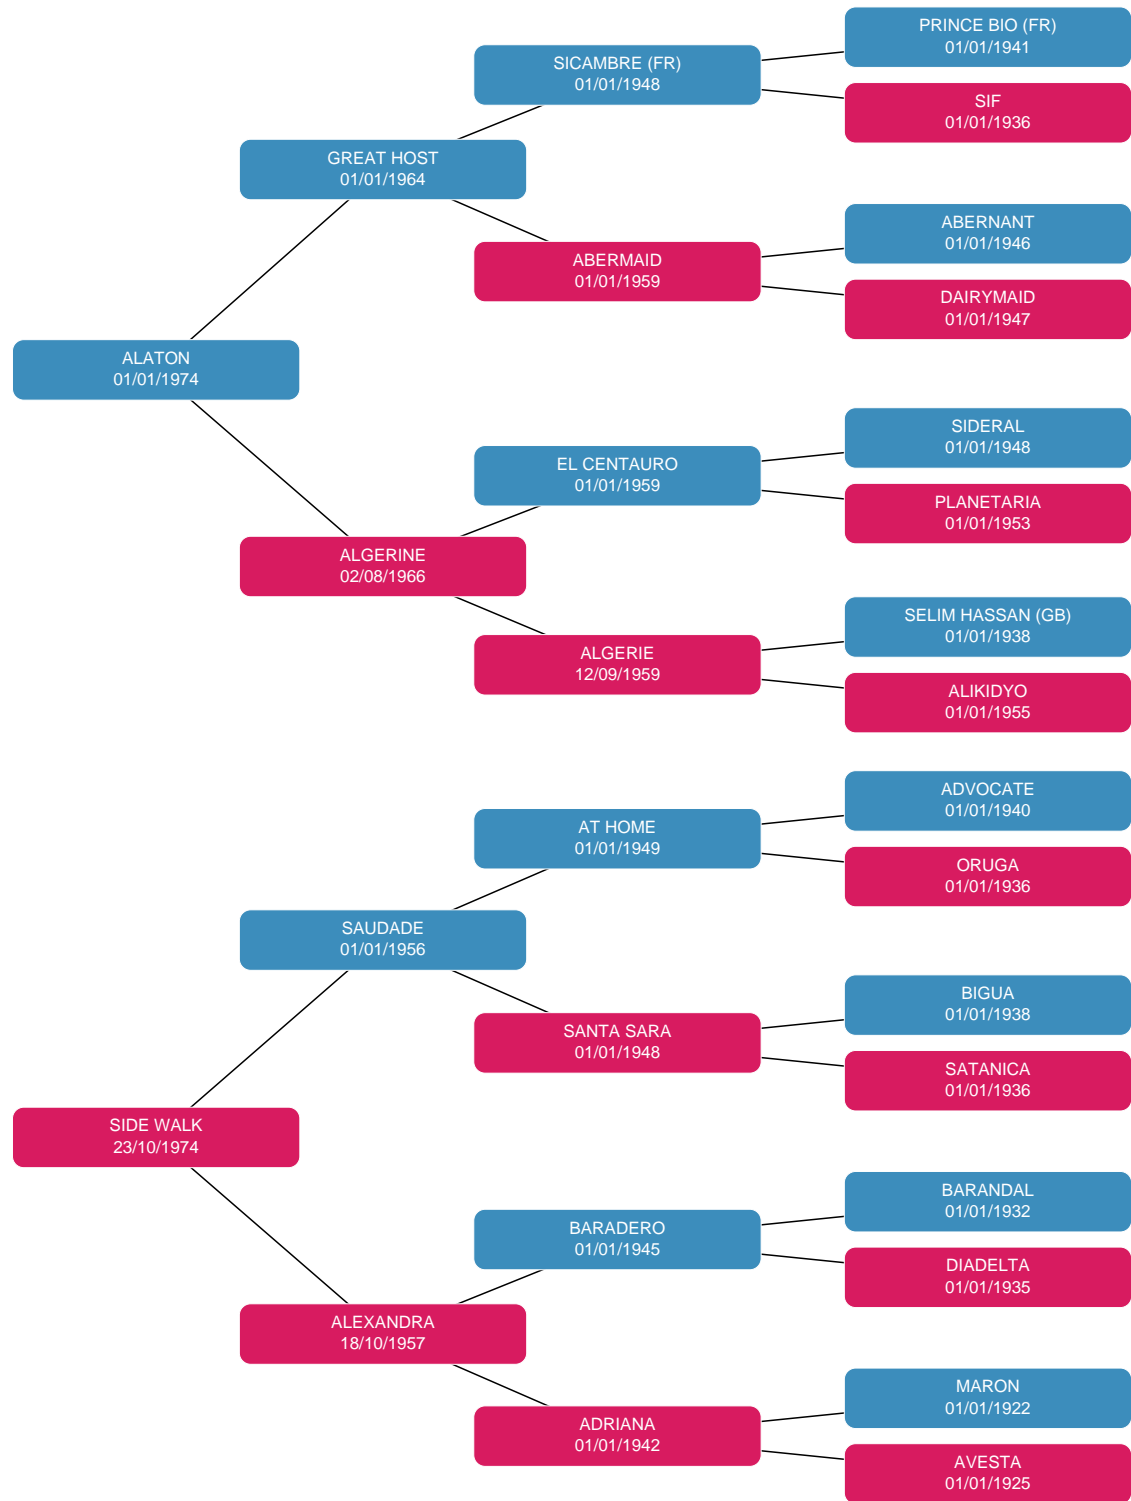 PRINCE BIO (FR)
01/01/1941
SICAMBRE (FR)
01/01/1948
SIF
01/01/1936
GREAT HOST
01/01/1964
ABERNANT
01/01/1946
ABERMAID
01/01/1959
DAIRYMAID
01/01/1947
ALATON
01/01/1974
SIDERAL
01/01/1948
EL CENTAURO
01/01/1959
PLANETARIA
01/01/1953
ALGERINE
02/08/1966
SELIM HASSAN (GB)
01/01/1938
ALGERIE
12/09/1959
ALIKIDYO
01/01/1955
ADVOCATE
01/01/1940
AT HOME
01/01/1949
ORUGA
01/01/1936
SAUDADE
01/01/1956
BIGUA
01/01/1938
SANTA SARA
01/01/1948
SATANICA
01/01/1936
SIDE WALK
23/10/1974
BARANDAL
01/01/1932
BARADERO
01/01/1945
DIADELTA
01/01/1935
ALEXANDRA
18/10/1957
MARON
01/01/1922
ADRIANA
01/01/1942
AVESTA
01/01/1925